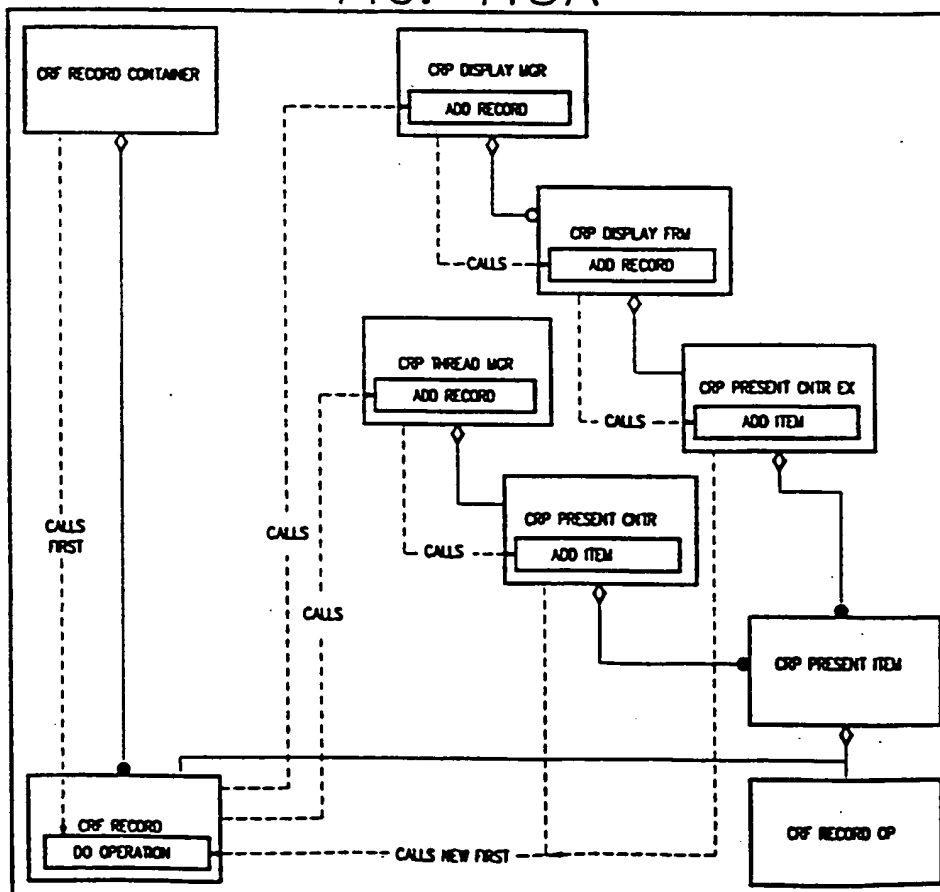 CRF RECORD CONTAINER
CRP DISPLAY MGR
ADD RECORD
CRP DISPLAY FRM
CALLS
ADD RECORD
CRP THREAD MGR
ADD RECORD
CRP PRESENT CNTR EX
CALLS
ADD ITEM
CRP PRESENT CNTR
CALLS
ADD ITEM
CALLS
FIRST
CALLS
CALLS
CRP PRESENT ITEM
CRF RECORD
DO OPERATION
CALLS NEW FIRST
CRF RECORD OP